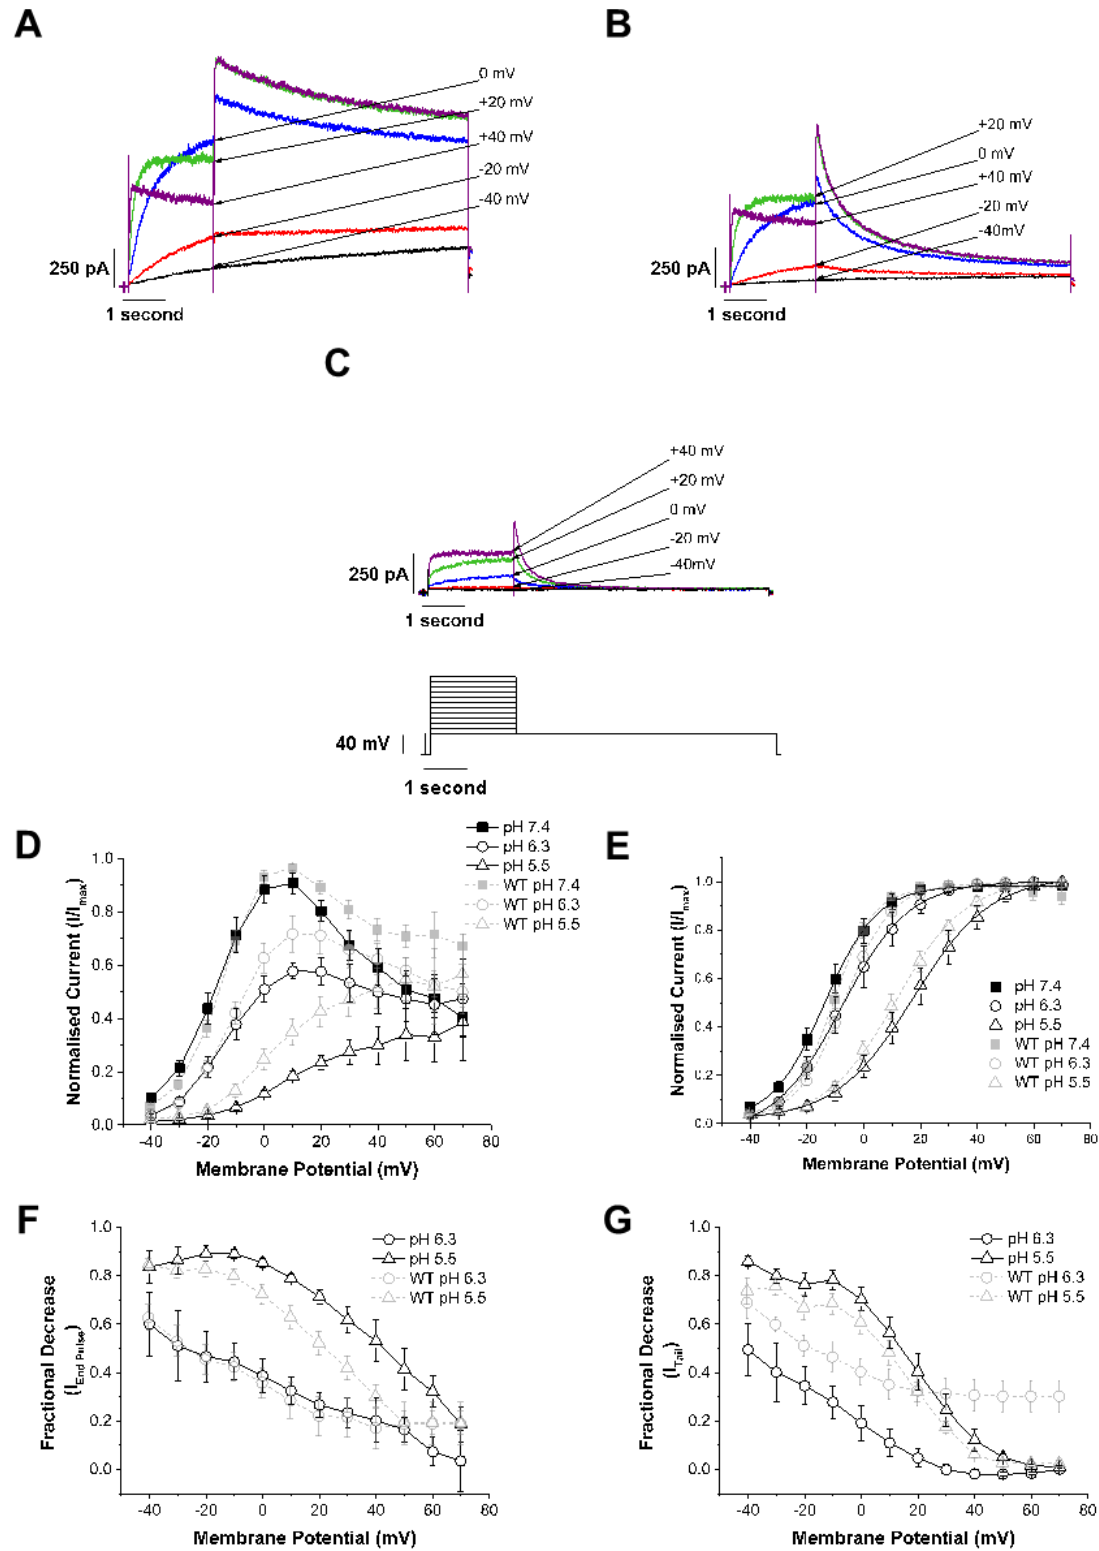 A
0 mV
+20 mV
+40 mV
-20 mV
-40 mV
250 pA
1 second
B
+20 mV
0 mV
+40 mV
-20 mV
-40mV
250 pA
1 second
C
+40 mV
+20 mV
0 mV
-20 mV
-40mV
250 pA
1 second
40 mV
1 second
D
pH 7.4
pH 6.3
pH 5.5
WT pH 7.4
WT pH 6.3
WT pH 5.5
Normalised Current (I/Imax)
1.0
0.8
0.6
0.4
0.2
0.0
-40 -20 0 20 40 60 80
Membrane Potential (mV)
E
pH 7.4
pH 6.3
pH 5.5
WT pH 7.4
WT pH 6.3
WT pH 5.5
Normalised Current (I/Imax)
1.0
0.8
0.6
0.4
0.2
0.0
-40 -20 0 20 40 60 80
Membrane Potential (mV)
F
pH 6.3
pH 5.5
WT pH 6.3
WT pH 5.5
Fractional Decrease
(IEnd Pulse)
1.0
0.8
0.6
0.4
0.2
0.0
-40 -20 0 20 40 60 80
Membrane Potential (mV)
G
pH 6.3
pH 5.5
WT pH 6.3
WT pH 5.5
Fractional Decrease
(ITail)
1.0
0.8
0.6
0.4
0.2
0.0
-40 -20 0 20 40 60 80
Membrane Potential (mV)